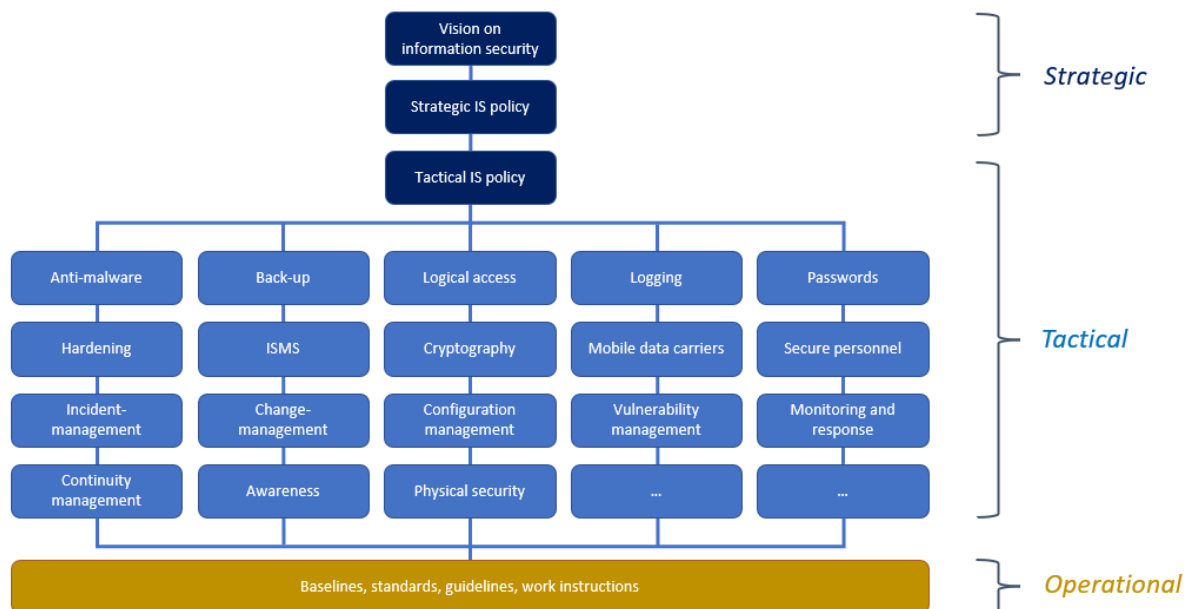 Vision on
information security
Strategic
Strategic IS policy
Tactical IS policy
Anti-malware
Back-up
Logical access
Logging
Passwords
Hardening
ISMS
Cryptography
Mobile data carriers
Secure personnel
Tactical
Incident-
management
Change-
management
Configuration
management
Vulnerability
management
Monitoring and
response
Continuity
management
Awareness
Physical security
...
...
Baselines, standards, guidelines, work instructions
Operational